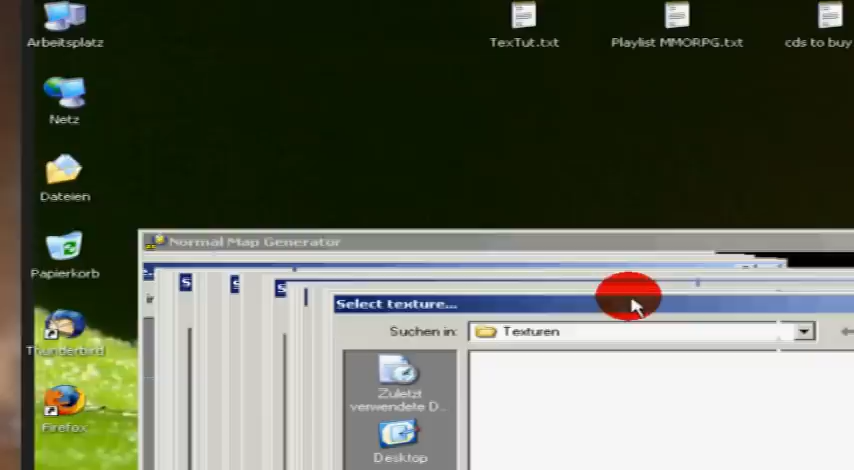 Arbeitsplatz
TexTut.txt
Playlist MMORPG.txt
cds to buy
Netz
Dateien
Papierkorb
Normal Map Generator
Select texture...
Suchen in:
Texturen
Thunderbird
Zuletzt
verwendete D...
Firefox
Desktop